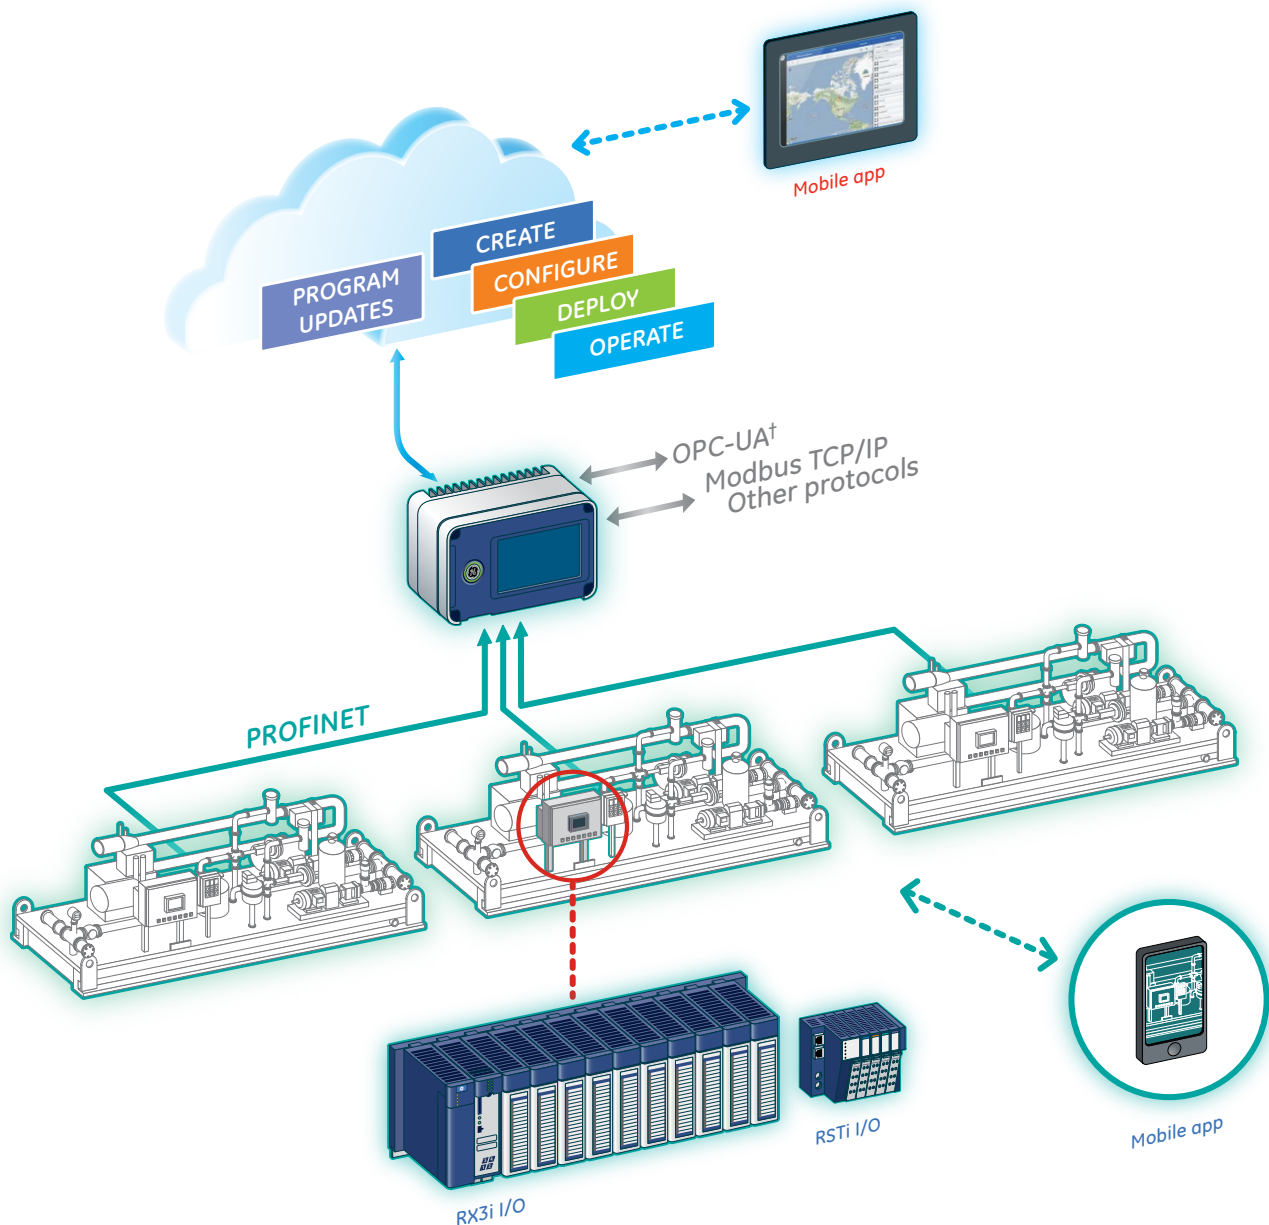 Mobile app
CREATE
CONFIGURE
DEPLOY
OPERATE
PROGRAM
UPDATES
OPC-UA†
Modbus TCP/IP
Other protocols
PROFINET
RSTi I/O
Mobile app
RX3i I/O